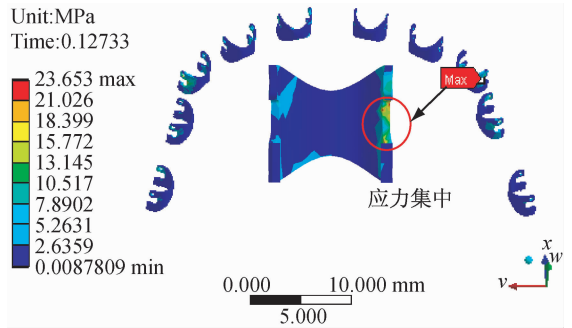 Unit:MPa
Time:0.12733
23.653 max
21.026
18.399
15.772
13.145
10.517
7.8902
5.2631
2.6359
0.0087809 min
Max
应力集中
0.000 10.000 mm
5.000
x
w
v